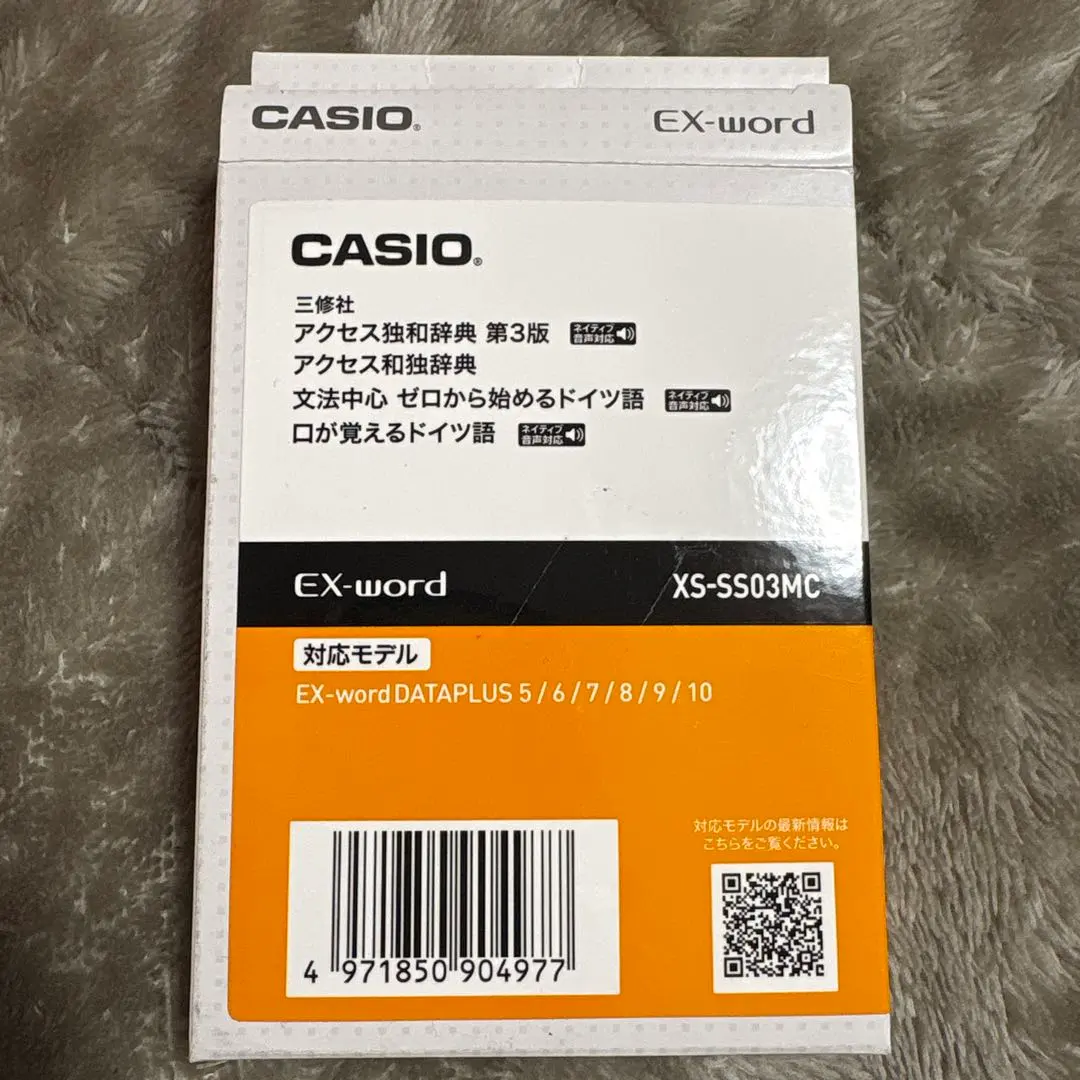 CASIO® EX-word
CASIO®
三修社
アクセス独和辞典 第3版 ネイティブ音声対応
アクセス和独辞典
文法中心 ゼロから始めるドイツ語 ネイティブ音声対応
口が覚えるドイツ語 ネイティブ音声対応
EX-word XS-SS03MC
対応モデル
EX-word DATAPLUS 5/6/7/8/9/10
対応モデルの最新情報は
こちらをご覧ください。
4 971850 904977